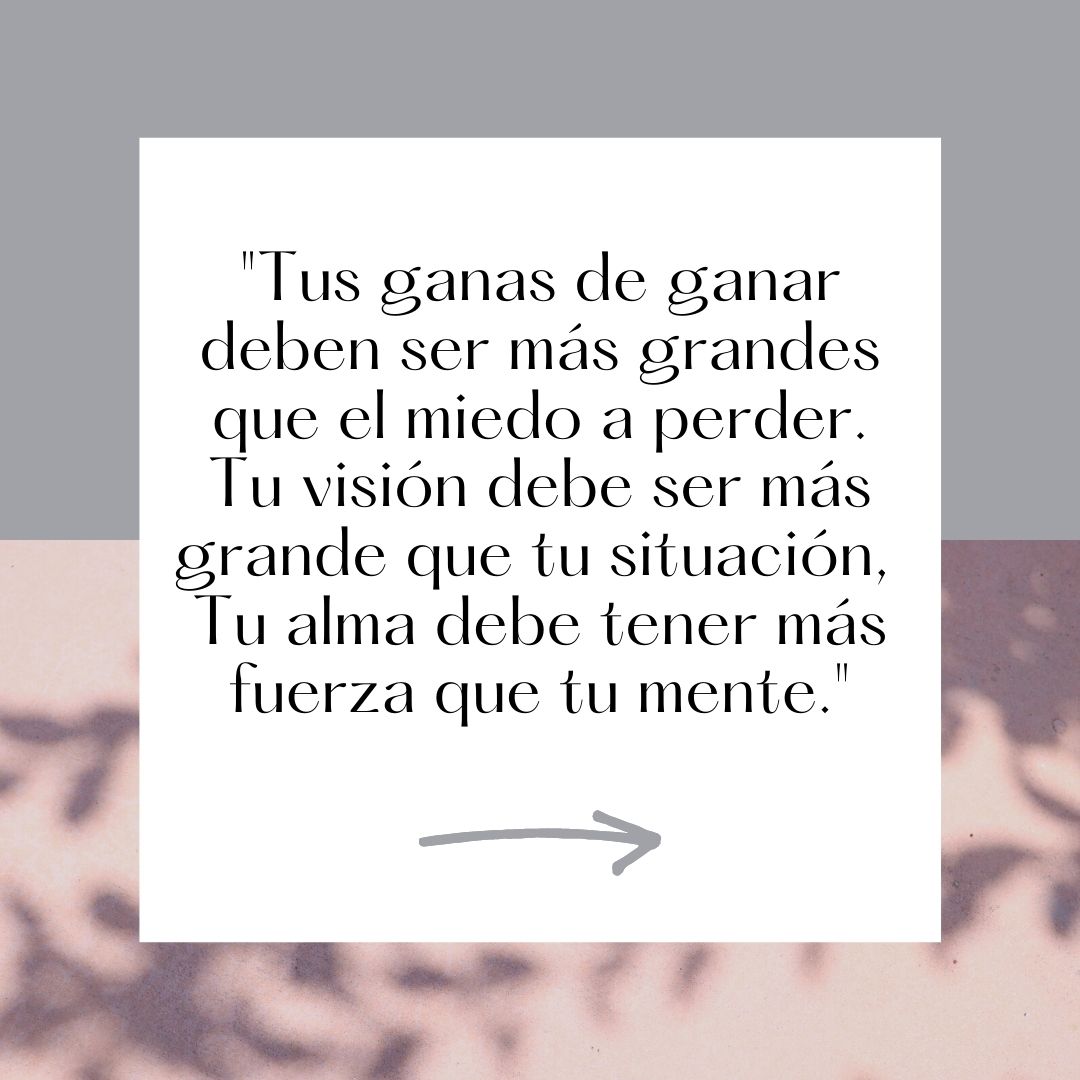 "Tus ganas de ganar
deben ser más grandes
que el miedo a perder.
Tu visión debe ser más
grande que tu situación,
Tu alma debe tener más
fuerza que tu mente."